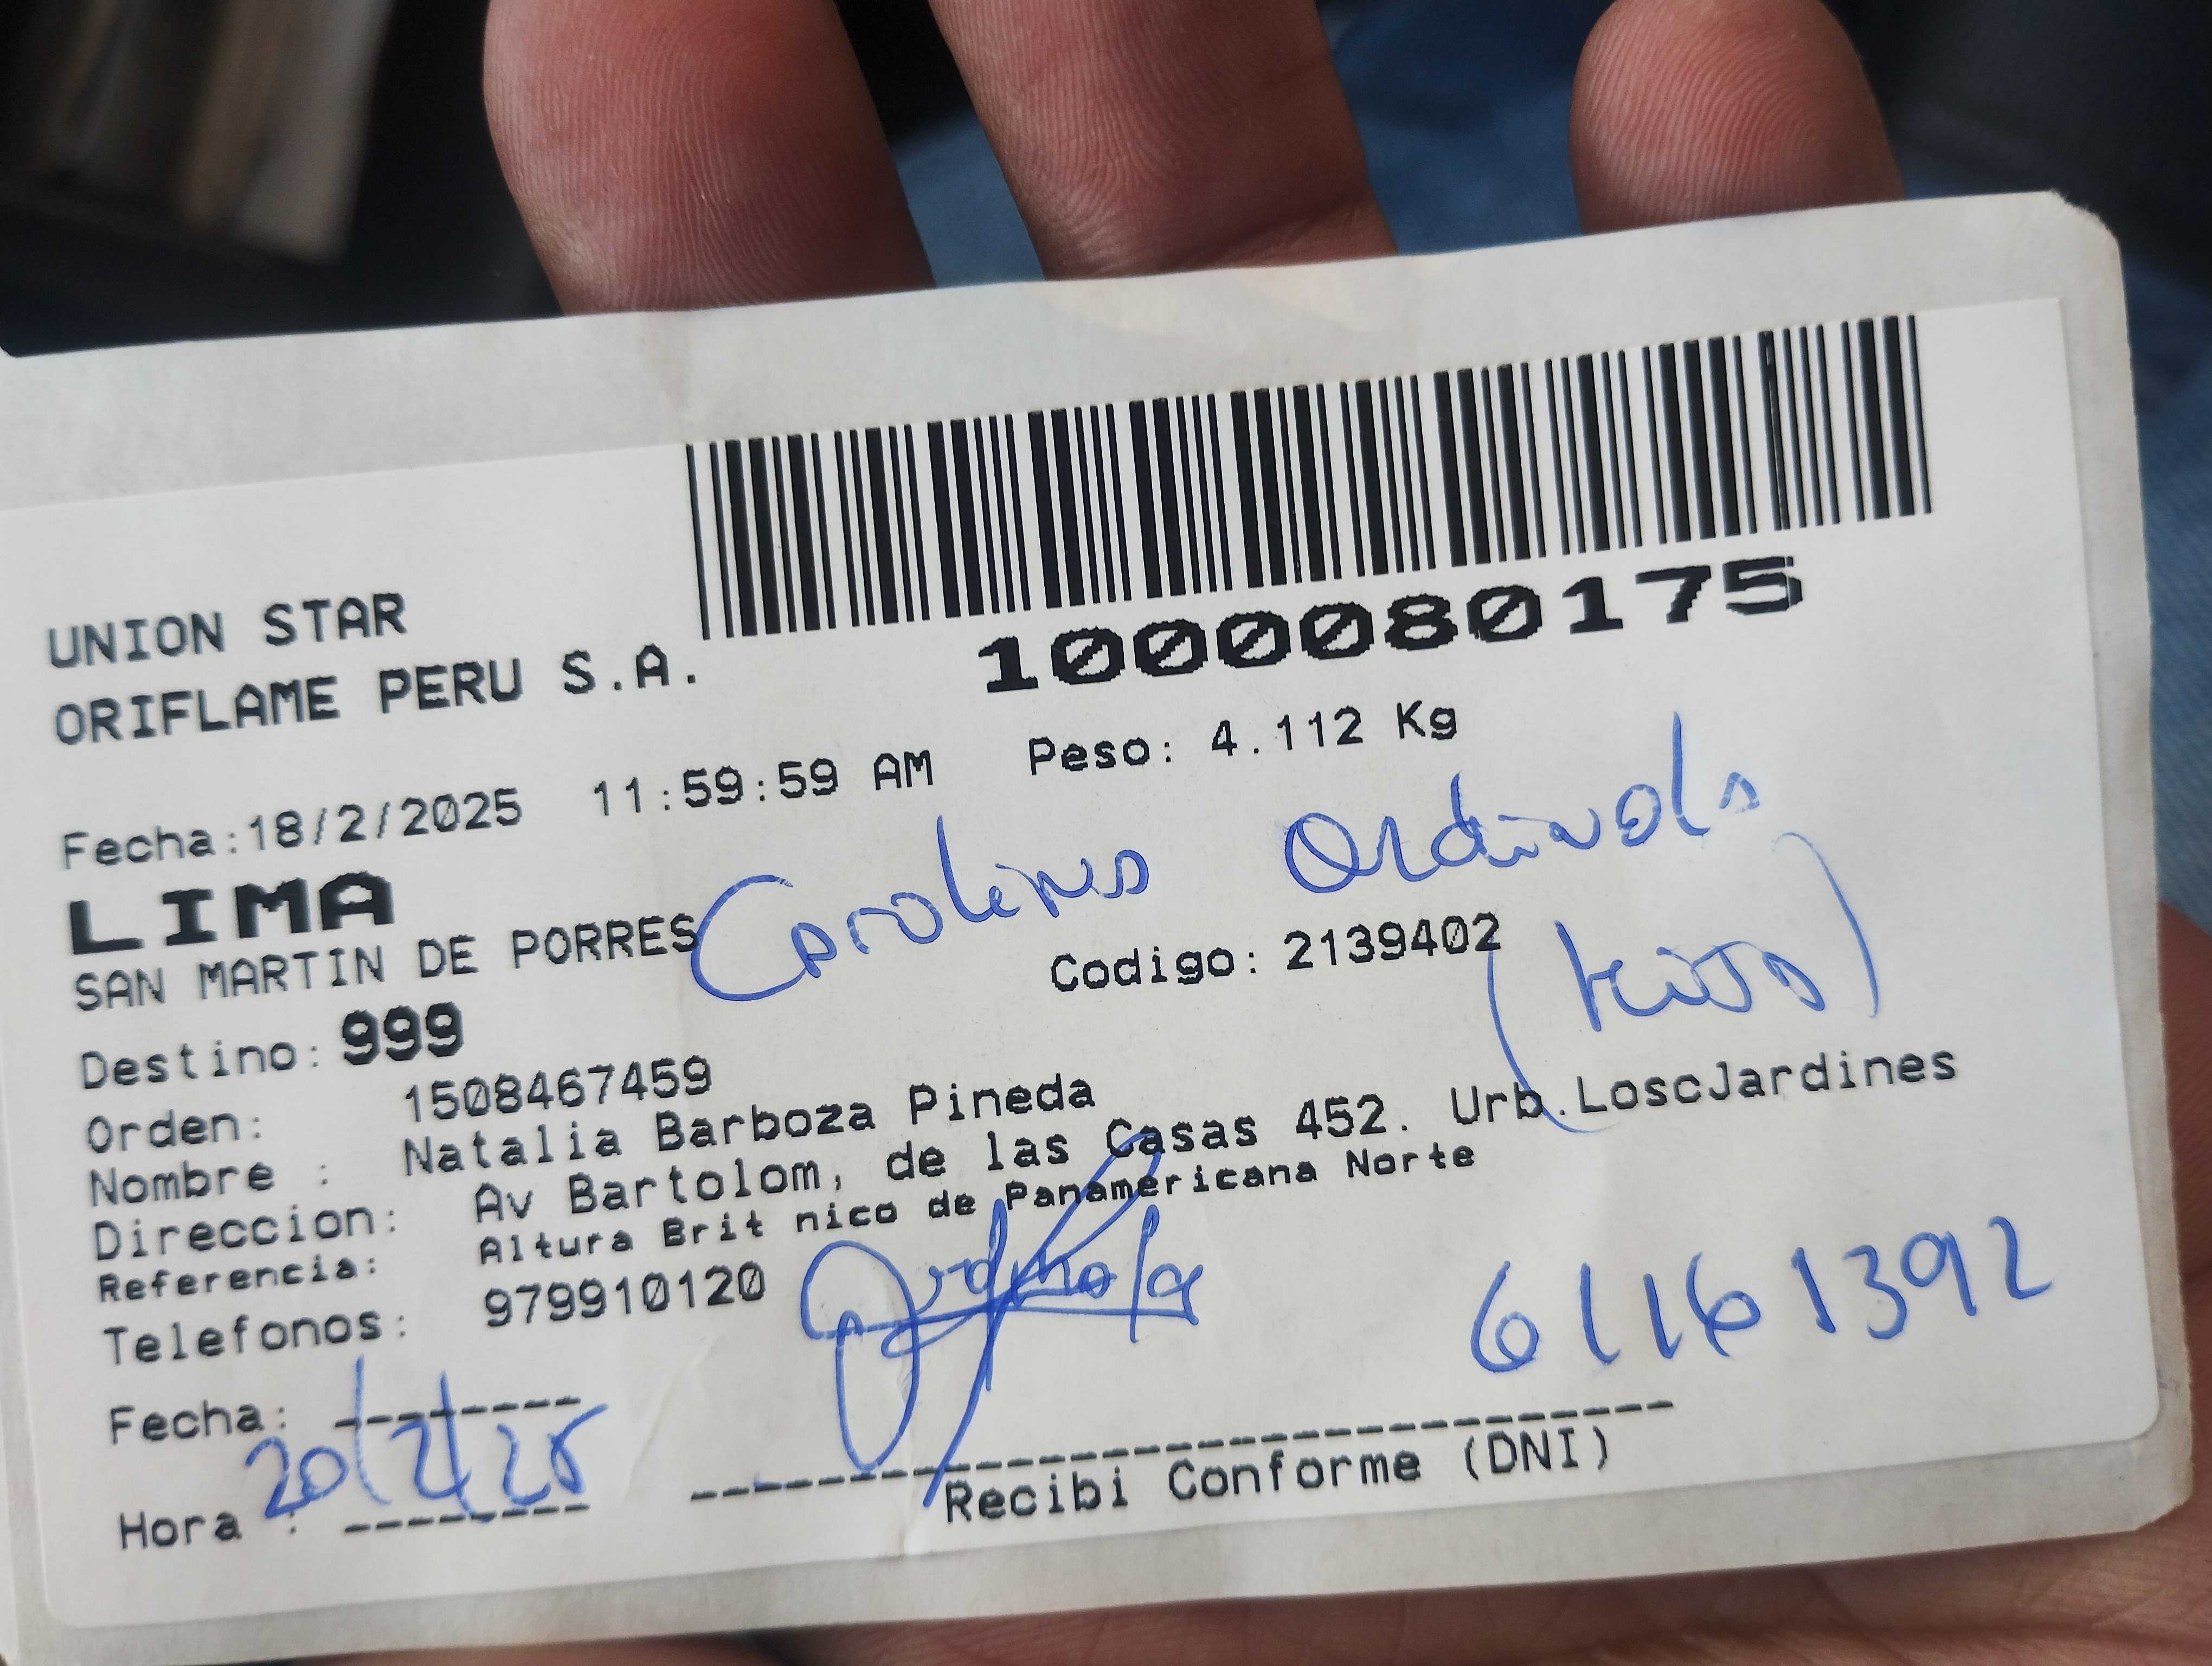 1000080175
UNION STAR
ORIFLAME PERU S.A.
Fecha:18/2/2025 11:59:59 AM Peso: 4.112 Kg
Carolina Ordinola
LIMA
SAN MARTIN DE PORRES
Codigo: 2139402
Destino: 999
Orden: 1508467459
Nombre : Natalia Barboza Pineda
Direccion: Av Bartolom, de las Casas 452. Urb.LoscJardines
Referencia: Altura Brit nico de Panamericana Norte
Telefonos: 979910120
61161392
Fecha: 20/2/25
Hora :
Recibi Conforme (DNI)